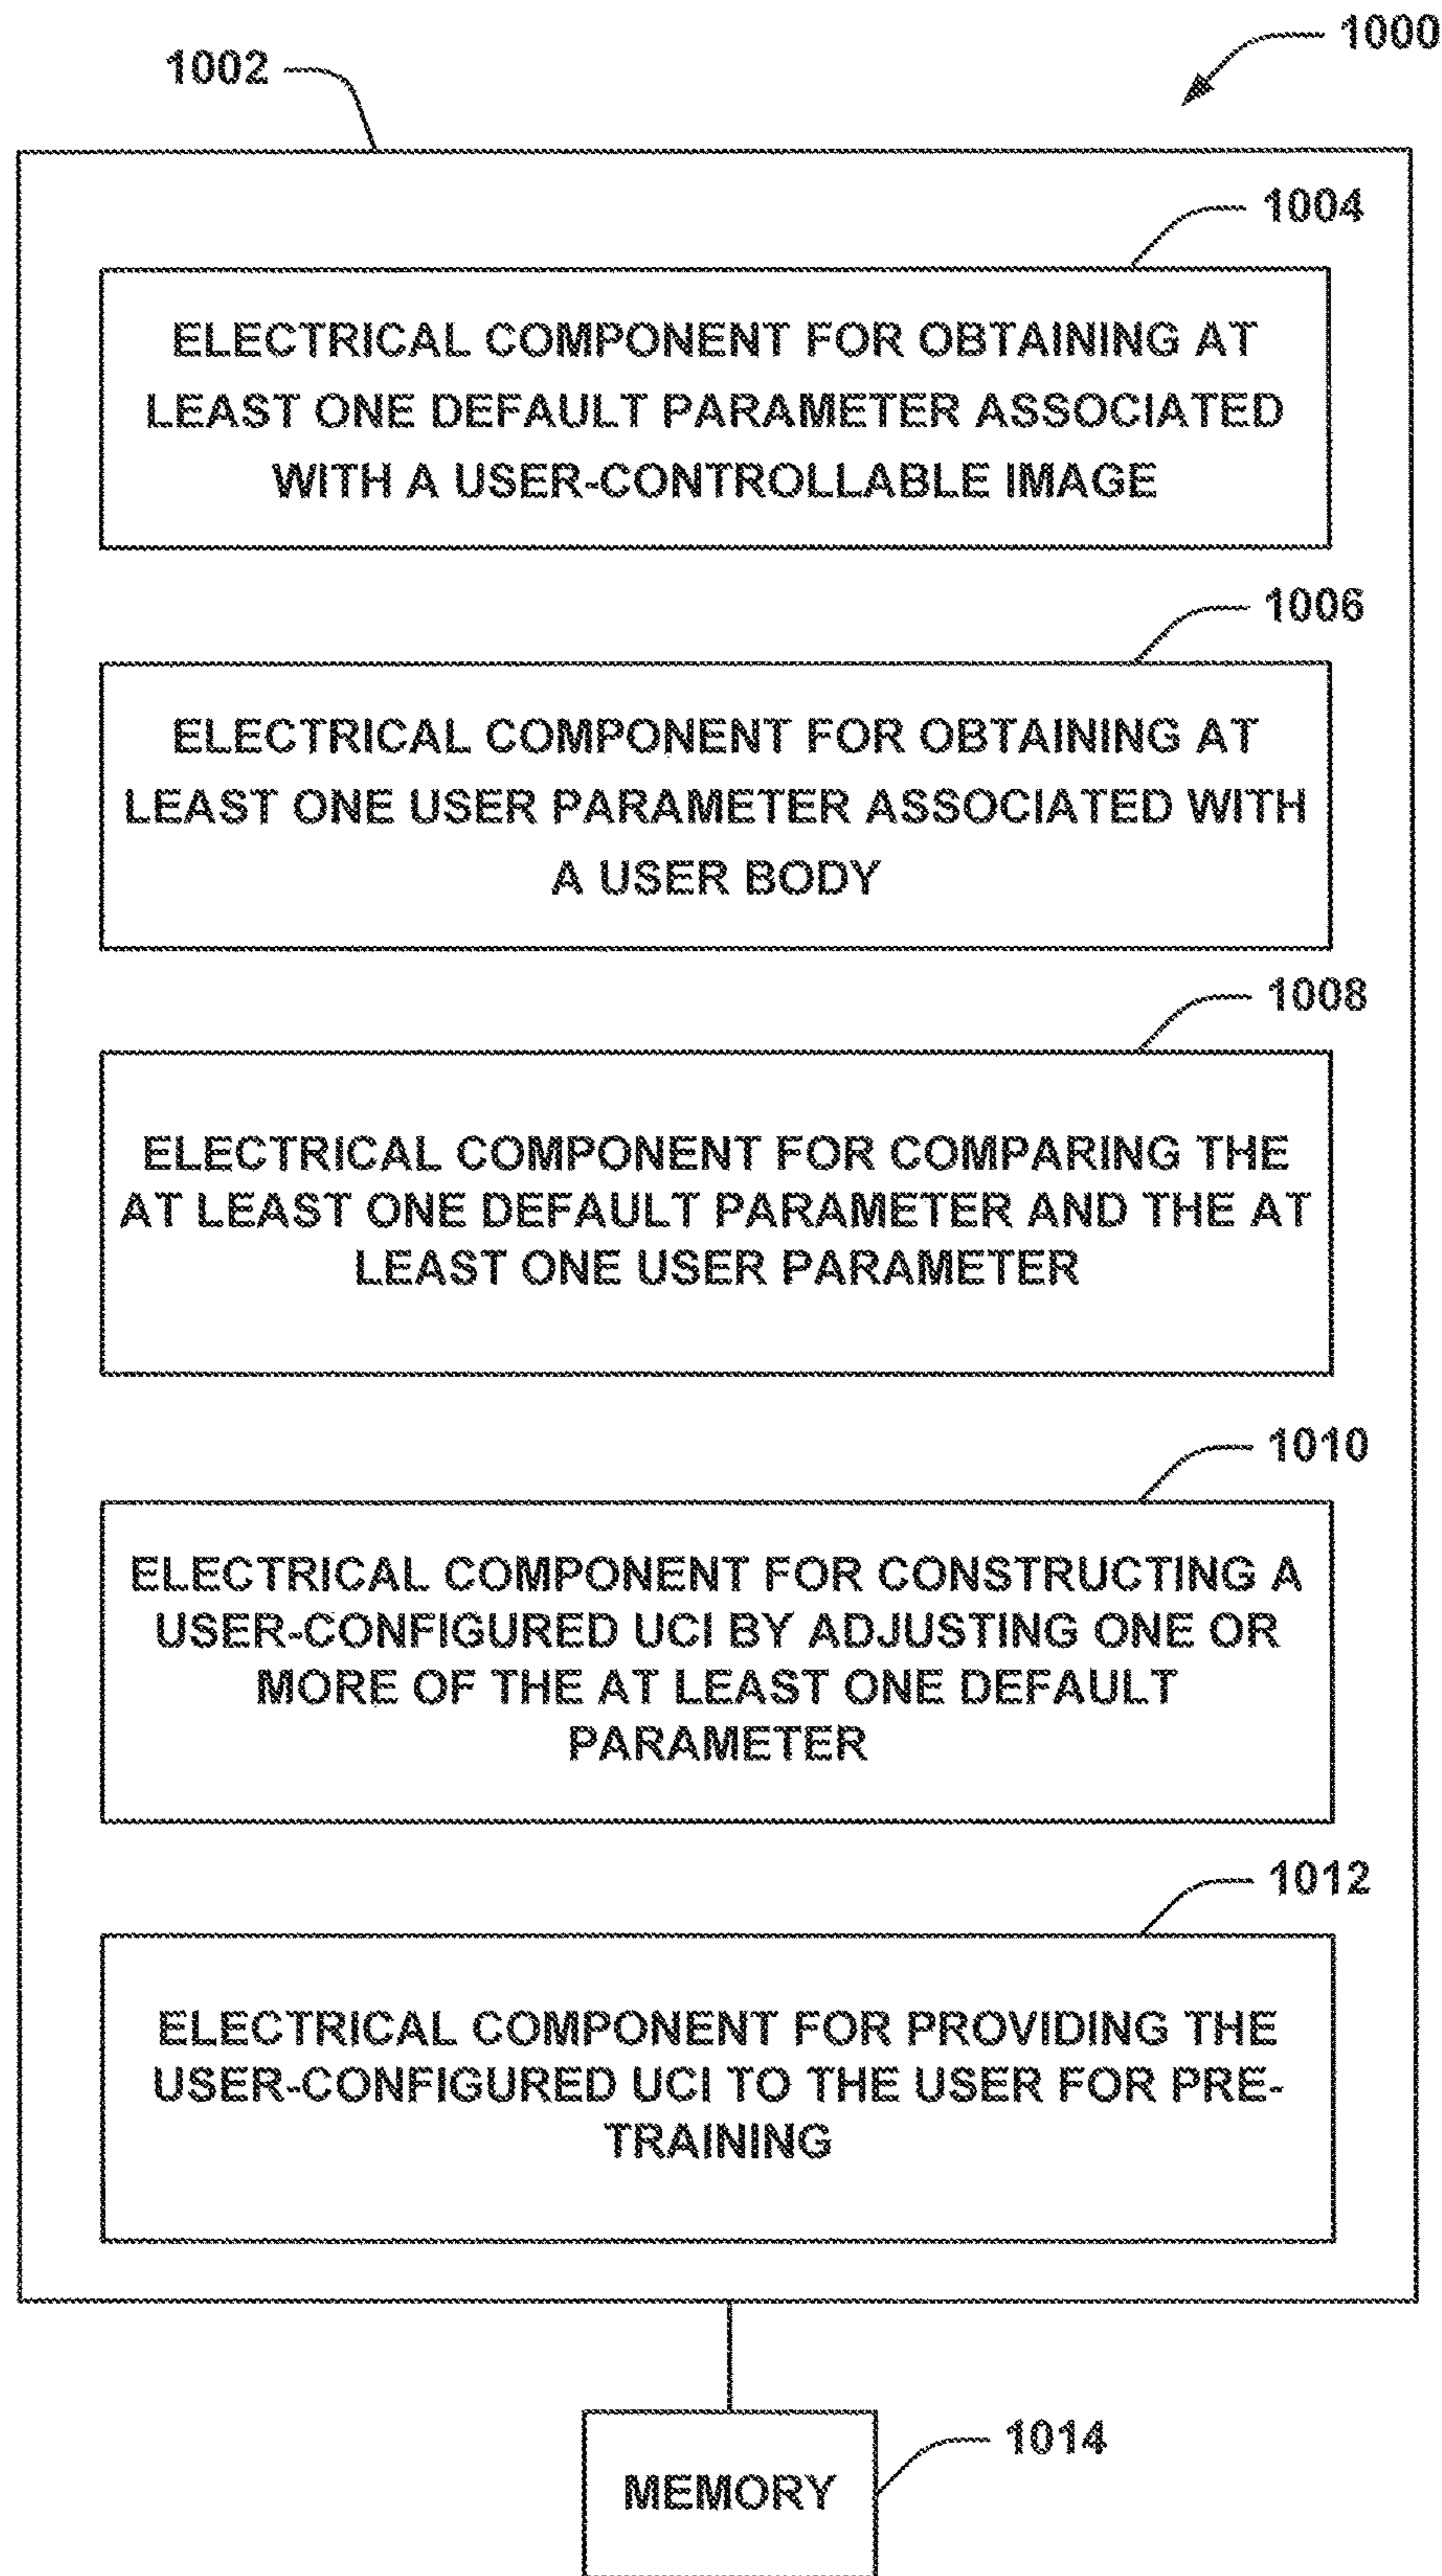 1000
1002
1004
ELECTRICAL COMPONENT FOR OBTAINING AT
LEAST ONE DEFAULT PARAMETER ASSOCIATED
WITH A USER-CONTROLLABLE IMAGE
1006
ELECTRICAL COMPONENT FOR OBTAINING AT
LEAST ONE USER PARAMETER ASSOCIATED WITH
A USER BODY
1008
ELECTRICAL COMPONENT FOR COMPARING THE
AT LEAST ONE DEFAULT PARAMETER AND THE AT
LEAST ONE USER PARAMETER
1010
ELECTRICAL COMPONENT FOR CONSTRUCTING A
USER-CONFIGURED UCI BY ADJUSTING ONE OR
MORE OF THE AT LEAST ONE DEFAULT
PARAMETER
1012
ELECTRICAL COMPONENT FOR PROVIDING THE
USER-CONFIGURED UCI TO THE USER FOR PRE-
TRAINING
1014
MEMORY